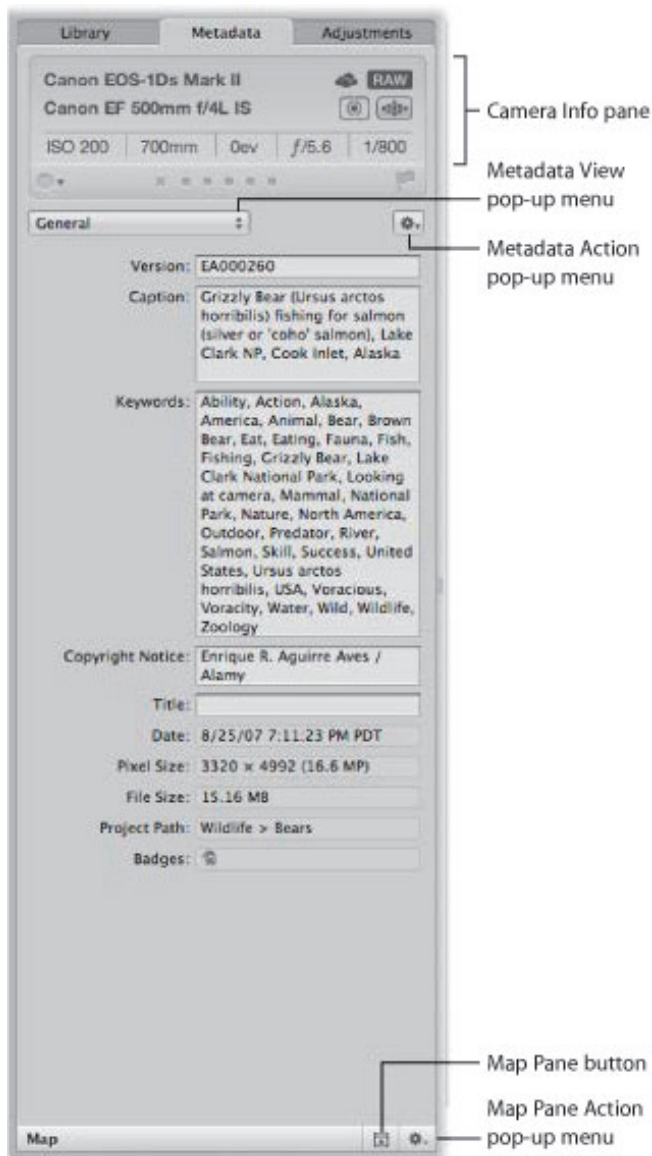 Library Metadata Adjustments
Canon EOS-1Ds Mark II RAW
Canon EF 500mm f/4L IS
Camera Info pane
ISO 200 700mm 0ev f/5.6 1/800
Metadata View
pop-up menu
General
Metadata Action
pop-up menu
Version: EA000260
Caption: Grizzly Bear (Ursus arctos
horribilis) fishing for salmon
(silver or 'coho' salmon), Lake
Clark NP, Cook Inlet, Alaska
Keywords: Ability, Action, Alaska,
America, Animal, Bear, Brown
Bear, Eat, Eating, Fauna, Fish,
Fishing, Grizzly Bear, Lake
Clark National Park, Looking
at camera, Mammal, National
Park, Nature, North America,
Outdoor, Predator, River,
Salmon, Skill, Success, United
States, Ursus arctos
horribilis, USA, Voracious,
Voracity, Water, Wild, Wildlife,
Zoology
Copyright Notice: Enrique R. Aguirre Aves /
Alamy
Title:
Date: 8/25/07 7:11:23 PM PDT
Pixel Size: 3320 × 4992 (16.6 MP)
File Size: 15.16 MB
Project Path: Wildlife > Bears
Badges:
Map Pane button
Map Pane Action
pop-up menu
Map